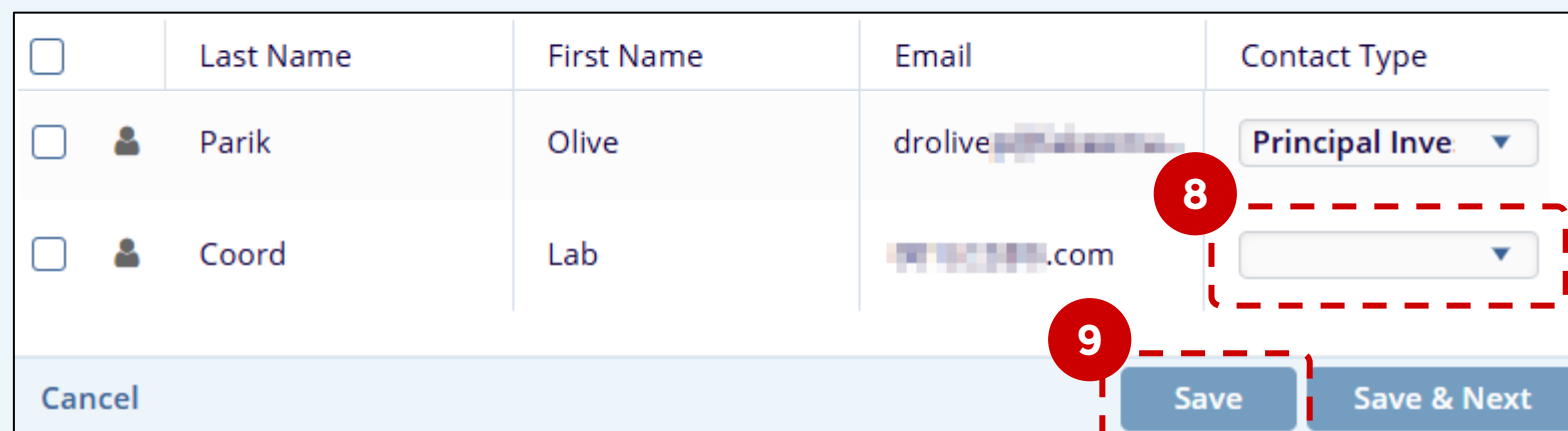 Last Name First Name Email Contact Type
Parik Olive drolive Principal Inve
8
Coord Lab .com
9
Cancel Save Save & Next